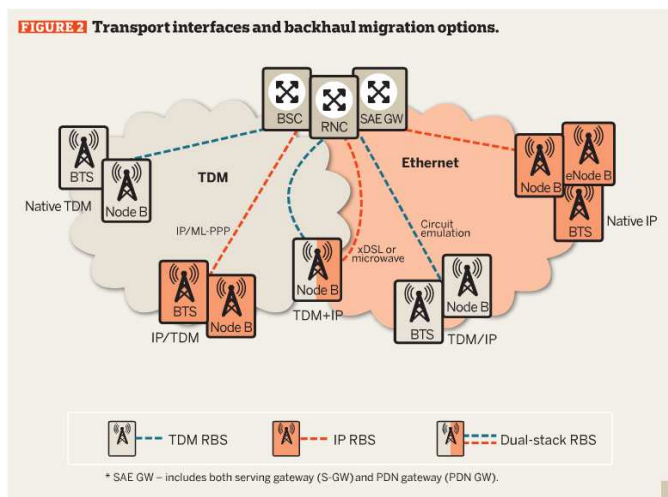 FIGURE 2 Transport interfaces and backhaul migration options.
BSC
RNC
SAE GW
BTS
Node B
Native TDM
TDM
Ethernet
Node B
eNode B
BTS
Native IP
IP/ML-PPP
Circuit
emulation
xDSL or
microwave
BTS
Node B
IP/TDM
Node B
TDM+IP
Node B
BTS
TDM/IP
TDM RBS
IP RBS
Dual-stack RBS
* SAE GW – includes both serving gateway (S-GW) and PDN gateway (PDN GW).